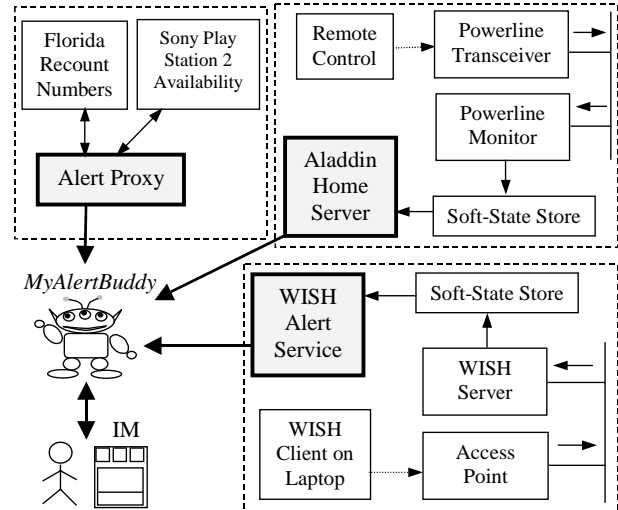 Florida
Recount
Numbers
Sony Play
Station 2
Availability
Alert Proxy
Remote
Control
Powerline
Transceiver
Powerline
Monitor
Aladdin
Home
Server
Soft-State Store
MyAlertBuddy
WISH
Alert
Service
Soft-State Store
WISH
Server
IM
WISH
Client on
Laptop
Access
Point